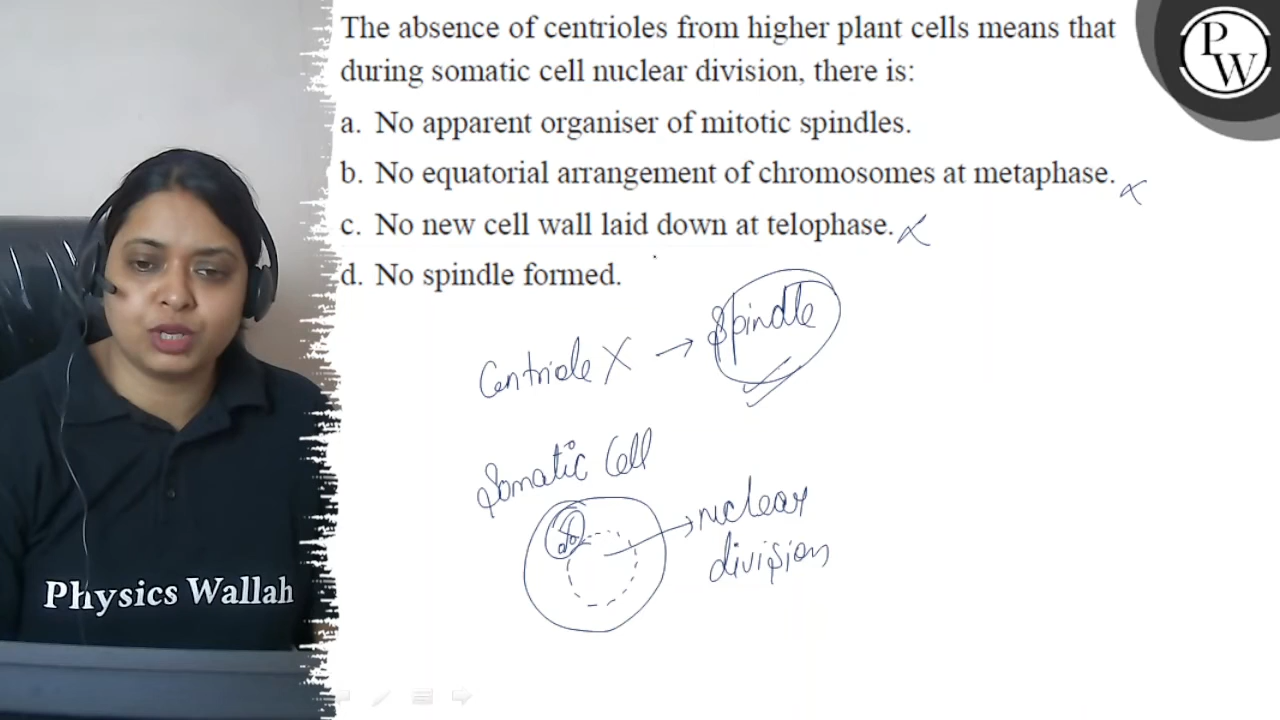 The absence of centrioles from higher plant cells means that
during somatic cell nuclear division, there is:
a. No apparent organiser of mitotic spindles.
b. No equatorial arrangement of chromosomes at metaphase.
c. No new cell wall laid down at telophase.
d. No spindle formed.
Centriole X → Spindle
Somatic Cell
nuclear
division
Physics Wallah
P
W